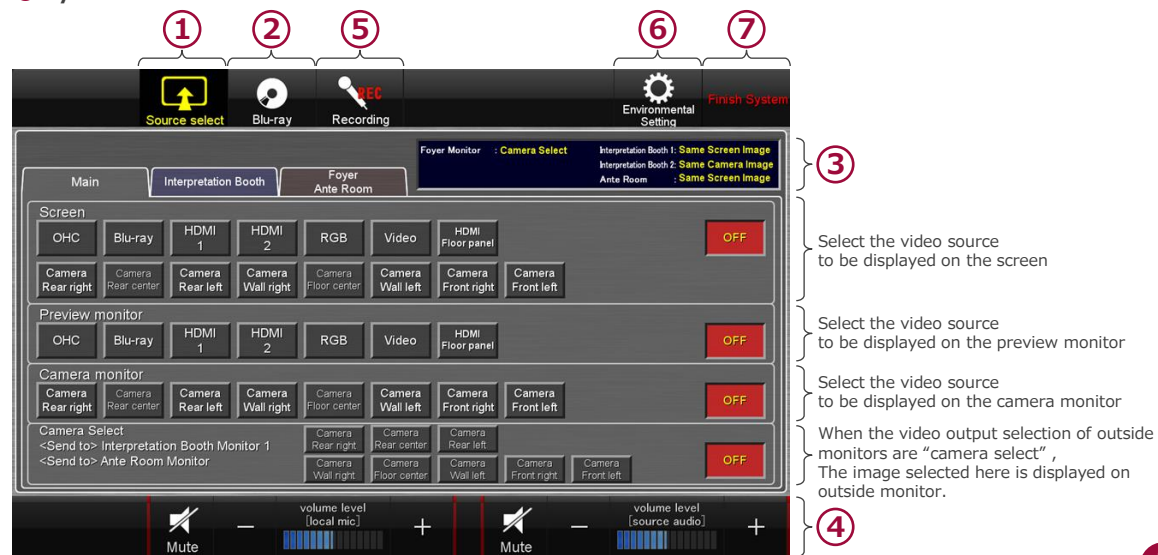 1
2
5
6
7
Source select
Blu-ray
REC
Recording
Environmental
Setting
Finish System
Foyer Monitor : Camera Select
Interpretation Booth 1: Same Screen Image
Interpretation Booth 2: Same Camera Image
Ante Room : Same Screen Image
3
Main
Interpretation Booth
Foyer
Ante Room
Screen
OHC
Blu-ray
HDMI
1
HDMI
2
RGB
Video
HDMI
Floor panel
OFF
Camera
Rear right
Camera
Rear center
Camera
Rear left
Camera
Wall right
Camera
Floor center
Camera
Wall left
Camera
Front right
Camera
Front left
Select the video source
to be displayed on the screen
Preview monitor
OHC
Blu-ray
HDMI
1
HDMI
2
RGB
Video
HDMI
Floor panel
OFF
Select the video source
to be displayed on the preview monitor
Camera monitor
Camera
Rear right
Camera
Rear center
Camera
Rear left
Camera
Wall right
Camera
Floor center
Camera
Wall left
Camera
Front right
Camera
Front left
OFF
Select the video source
to be displayed on the camera monitor
Camera Select
<Send to> Interpretation Booth Monitor 1
<Send to> Ante Room Monitor
Camera
Rear right
Camera
Rear center
Camera
Rear left
Camera
Wall right
Camera
Floor center
Camera
Wall left
Camera
Front right
Camera
Front left
OFF
When the video output selection of outside
monitors are “camera select” ,
The image selected here is displayed on
outside monitor.
Mute
−
volume level
[local mic]
+
Mute
−
volume level
[source audio]
+
4